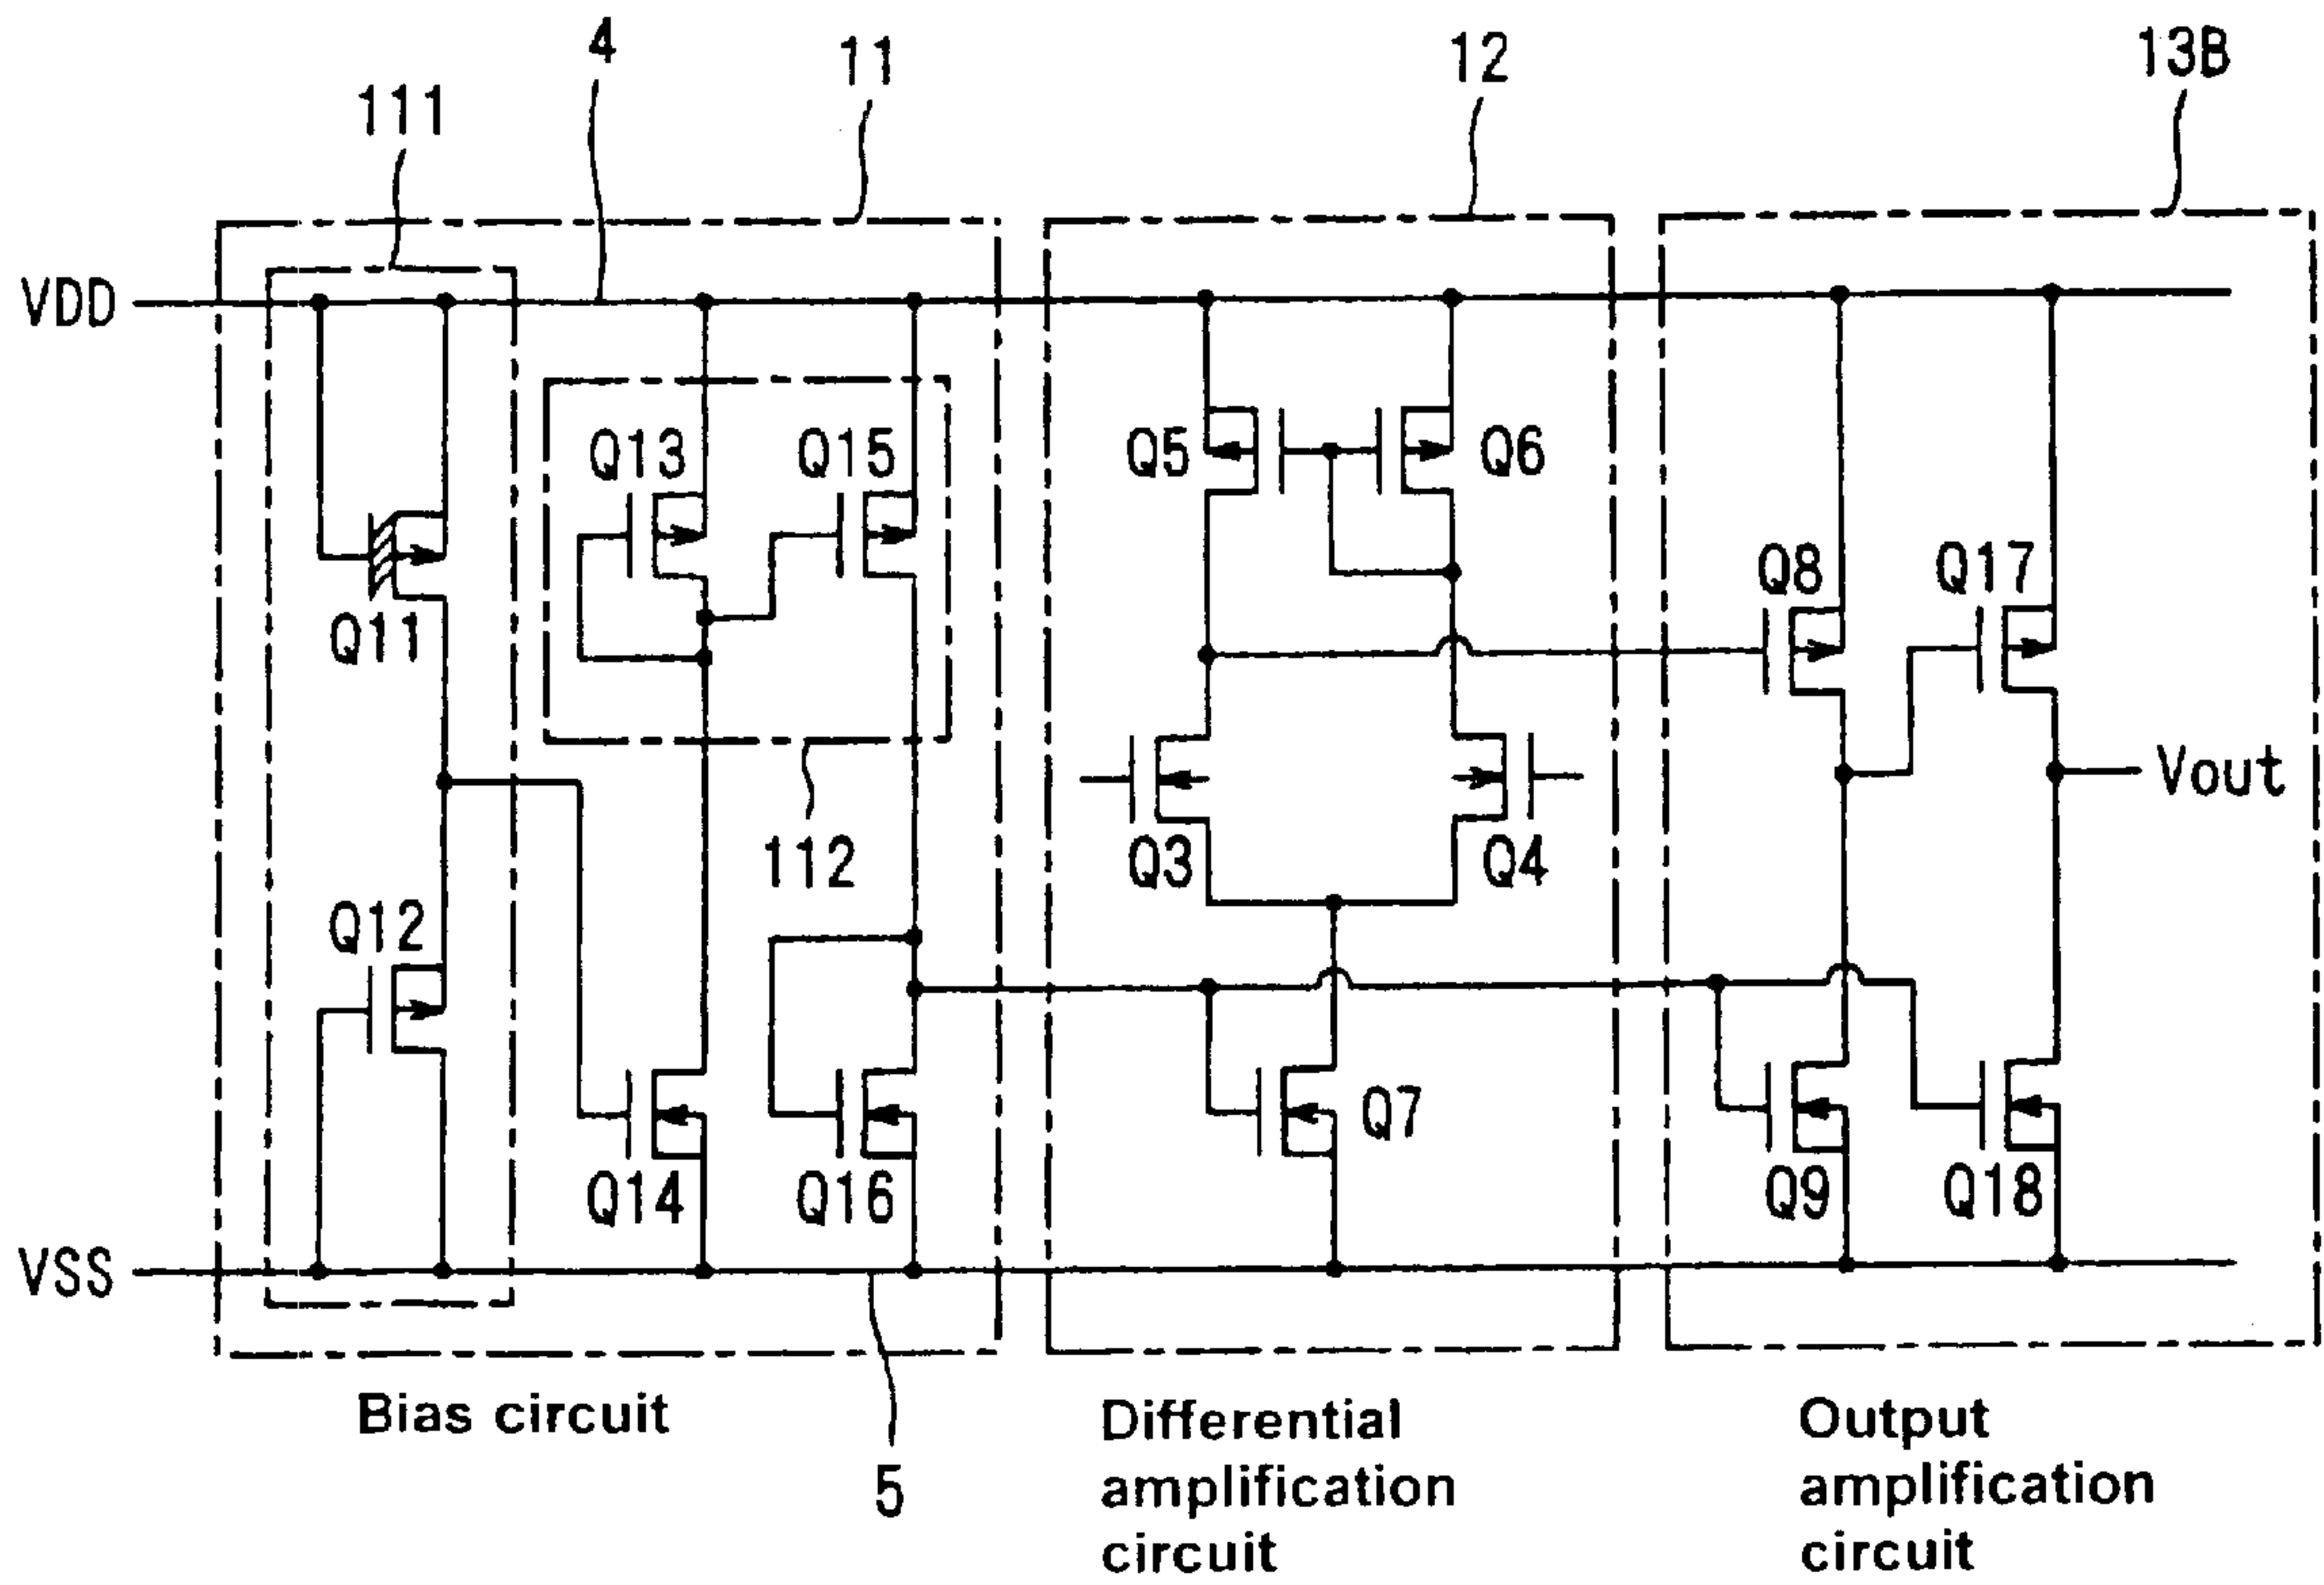 4
11
12
13B
111
VDD
Q13
Q15
Q5
Q6
Q8
Q17
Q11
Vout
112
Q3
Q4
Q12
Q7
Q14
Q16
Q9
Q18
VSS
Bias circuit
5
Differential
amplification
circuit
Output
amplification
circuit